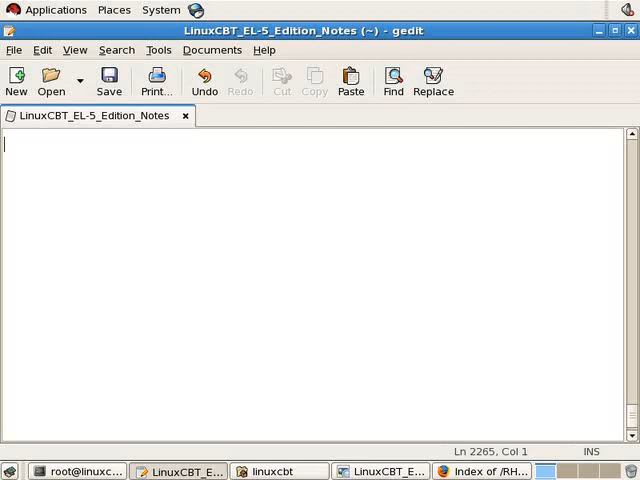 Applications Places System
LinuxCBT_EL-5_Edition_Notes (~) - gedit
File Edit View Search Tools Documents Help
New Open Save Print... Undo Redo Cut Copy Paste Find Replace
LinuxCBT_EL-5_Edition_Notes
Ln 2265, Col 1 INS
root@linuxc... LinuxCBT_E... linuxcbt LinuxCBT_E... Index of /RH...